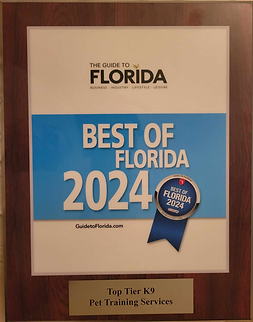 THE GUIDE TO
FLORIDA
BUSINESS INDUSTRY LIFESTYLE LEISURE
BEST OF
FLORIDA
2024
BEST OF
FLORIDA
2024
GuidetoFlorida.com
Top Tier K9
Pet Training Services